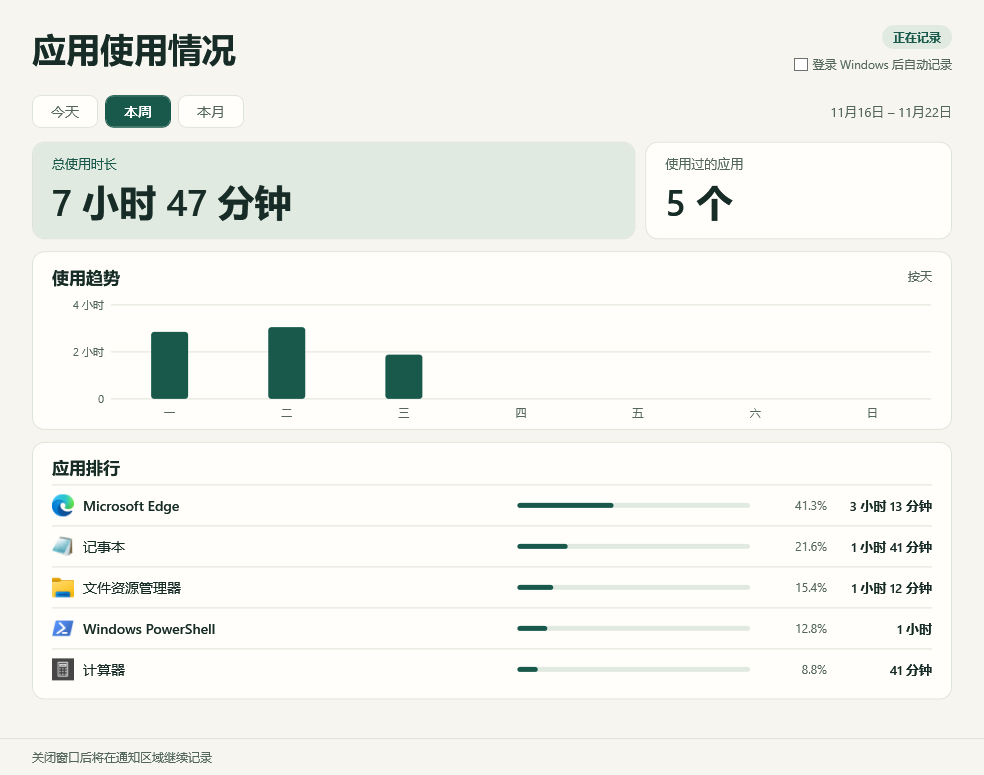 应用使用情况
正在记录
登录 Windows 后自动记录
今天
本周
本月
11月16日 – 11月22日
总使用时长
7 小时 47 分钟
使用过的应用
5 个
使用趋势
按天
4 小时
2 小时
0
一
二
三
四
五
六
日
应用排行
Microsoft Edge
41.3%
3 小时 13 分钟
记事本
21.6%
1 小时 41 分钟
文件资源管理器
15.4%
1 小时 12 分钟
Windows PowerShell
12.8%
1 小时
计算器
8.8%
41 分钟
关闭窗口后将在通知区域继续记录